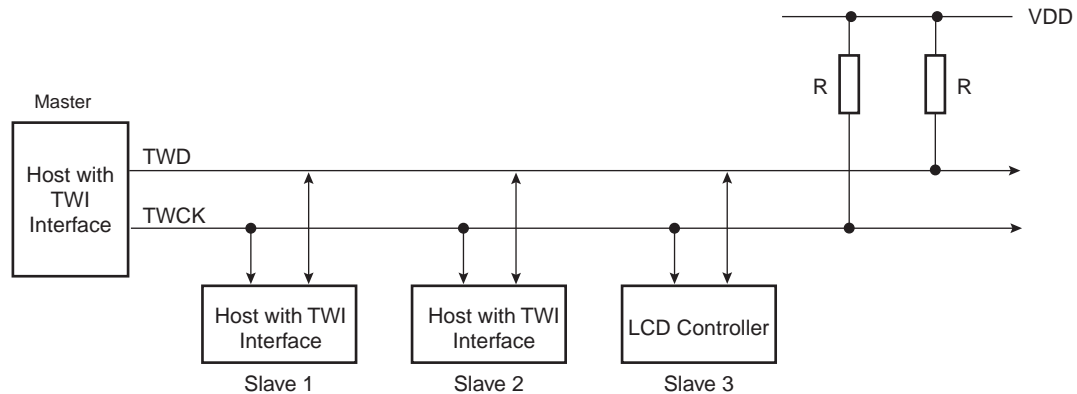 VDD
R
R
Master
Host with
TWI
Interface
TWD
TWCK
Host with TWI
Interface
Slave 1
Host with TWI
Interface
Slave 2
LCD Controller
Slave 3